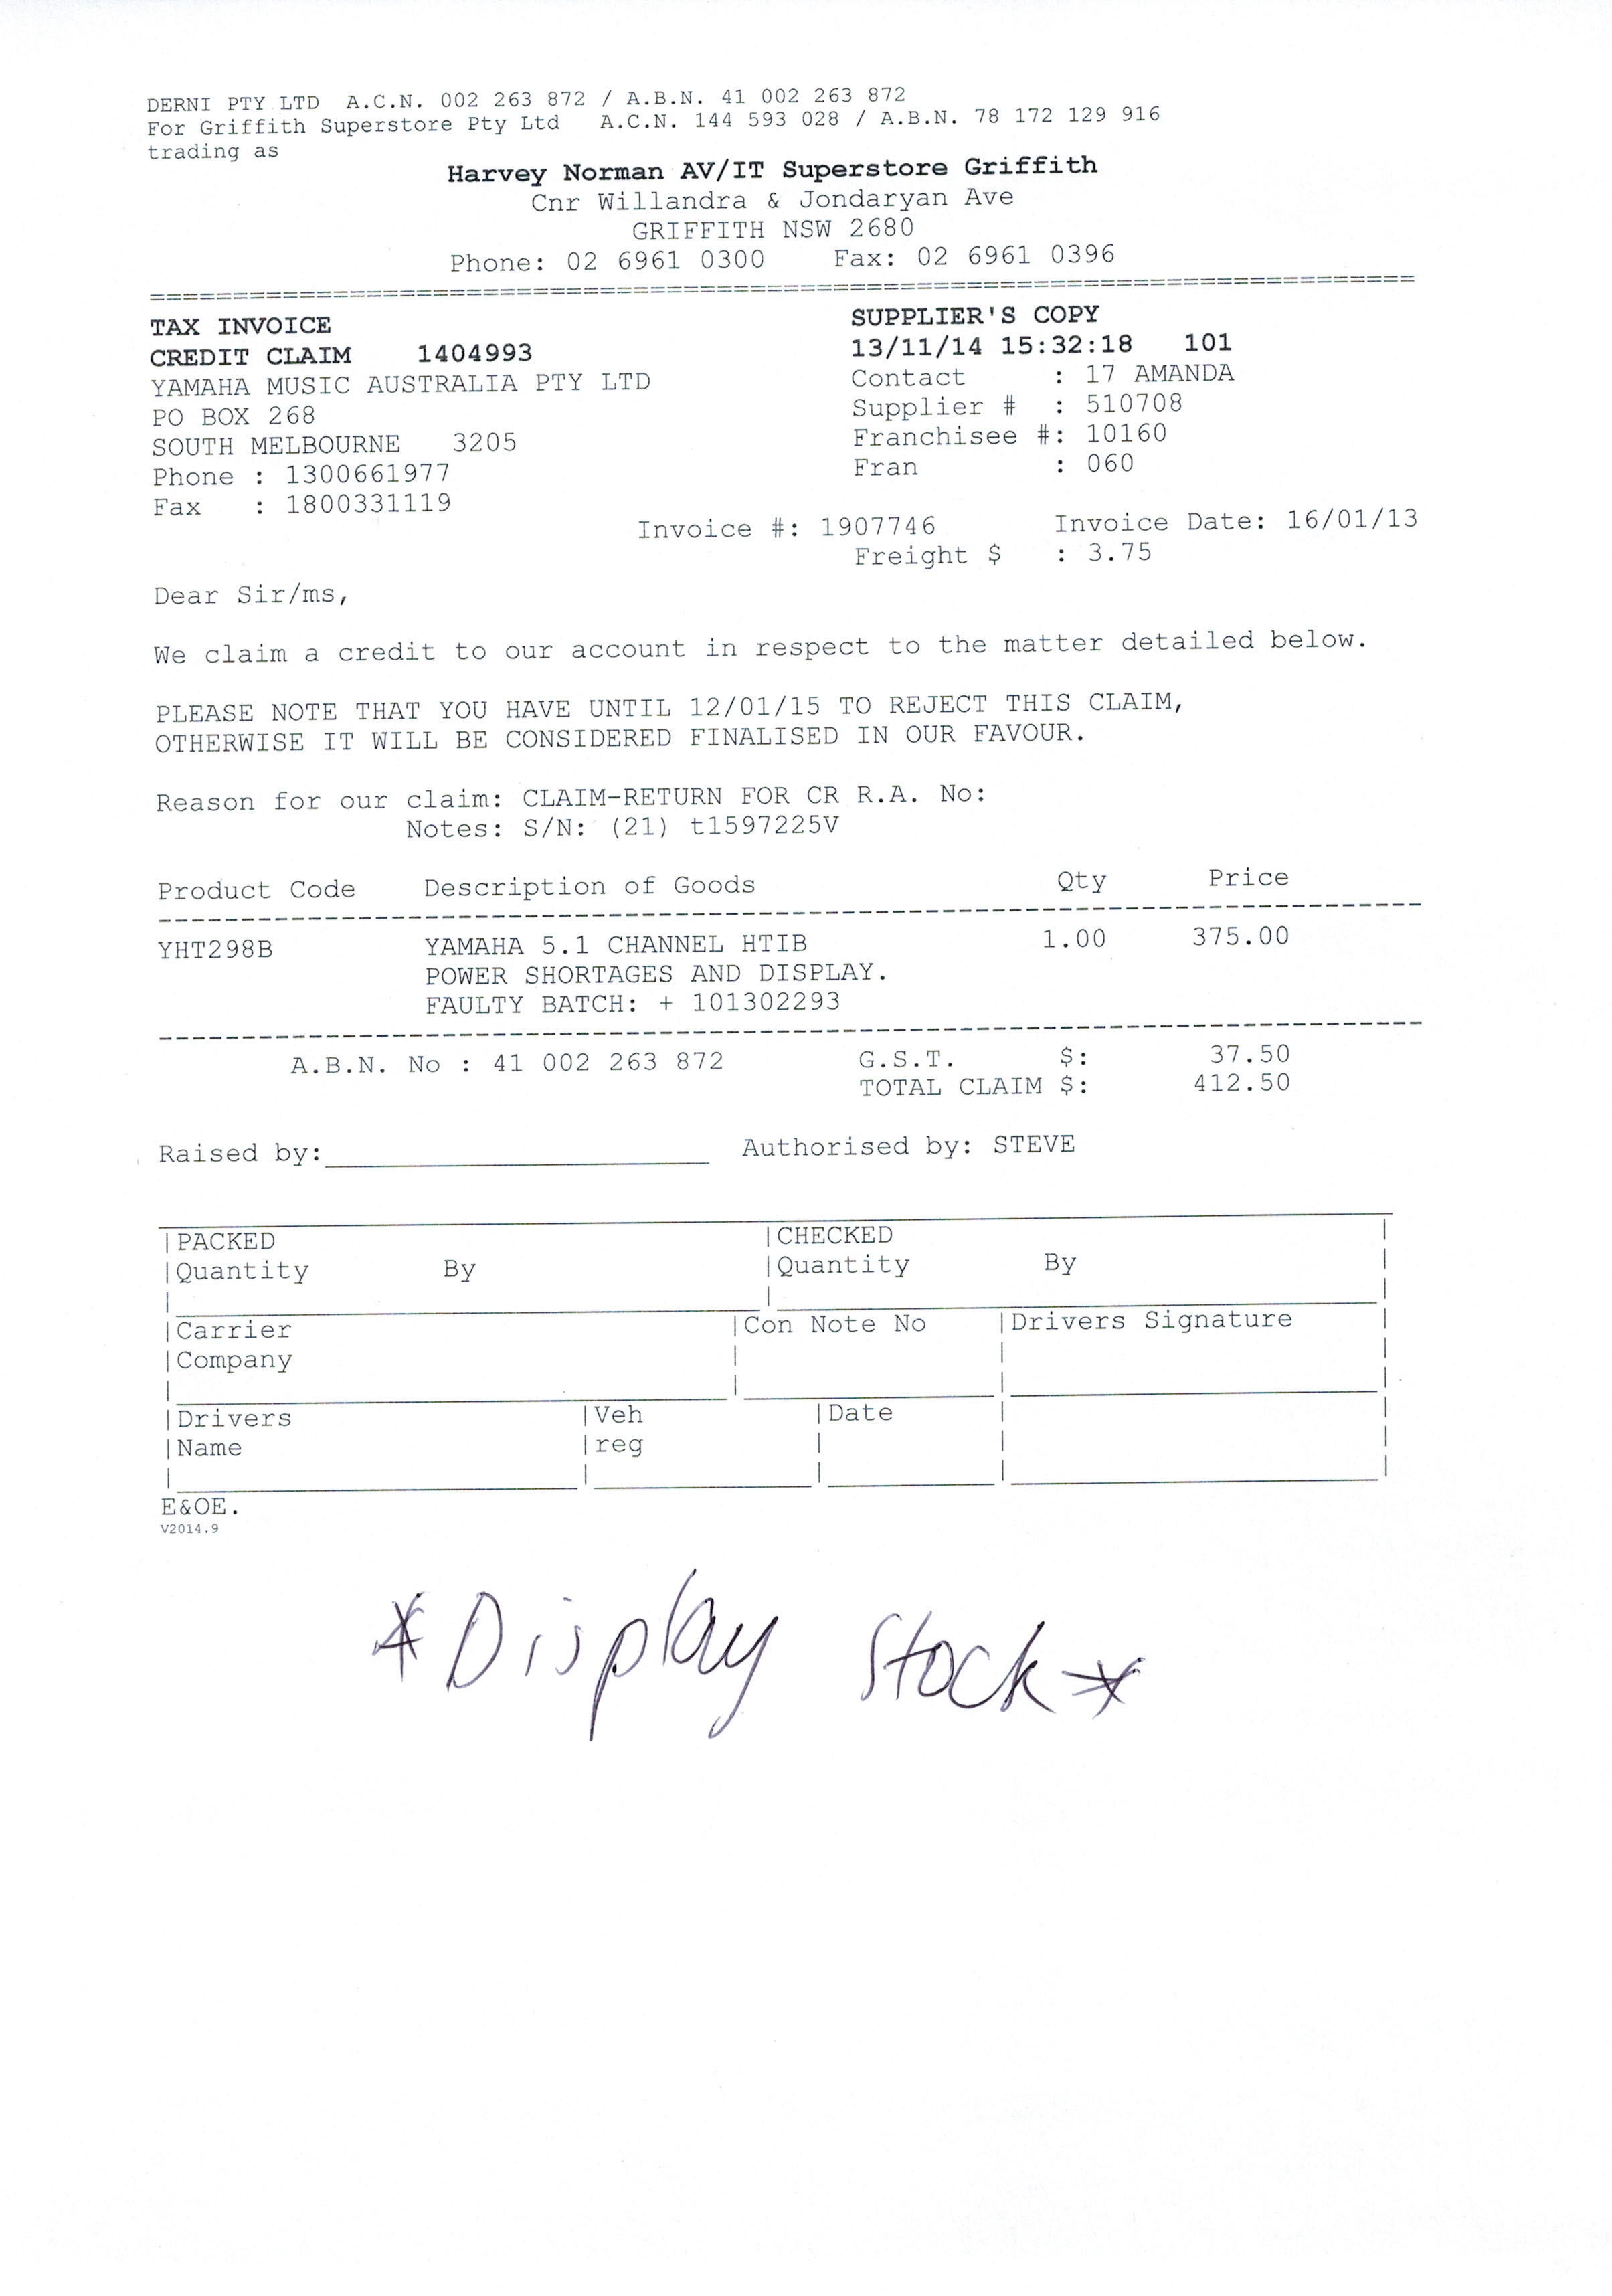 DERNI PTY LTD A.C.N. 002 263 872 / A.B.N. 41 002 263 872
For Griffith Superstore Pty Ltd A.C.N. 144 593 028 / A.B.N. 78 172 129 916
trading as
Harvey Norman AV/IT Superstore Griffith
Cnr Willandra & Jondaryan Ave
GRIFFITH NSW 2680
Phone: 02 6961 0300 Fax: 02 6961 0396
TAX INVOICE SUPPLIER'S COPY
CREDIT CLAIM 1404993 13/11/14 15:32:18 101
YAMAHA MUSIC AUSTRALIA PTY LTD Contact : 17 AMANDA
PO BOX 268 Supplier # : 510708
SOUTH MELBOURNE 3205 Franchisee #: 10160
Phone : 1300661977 Fran : 060
Fax : 1800331119
Invoice #: 1907746 Invoice Date: 16/01/13
Freight $ : 3.75
Dear Sir/ms,
We claim a credit to our account in respect to the matter detailed below.
PLEASE NOTE THAT YOU HAVE UNTIL 12/01/15 TO REJECT THIS CLAIM,
OTHERWISE IT WILL BE CONSIDERED FINALISED IN OUR FAVOUR.
Reason for our claim: CLAIM-RETURN FOR CR R.A. No:
Notes: S/N: (21) t1597225V
Product Code Description of Goods Qty Price
YHT298B YAMAHA 5.1 CHANNEL HTIB 1.00 375.00
POWER SHORTAGES AND DISPLAY.
FAULTY BATCH: + 101302293
A.B.N. No : 41 002 263 872 G.S.T. $: 37.50
TOTAL CLAIM $: 412.50
Raised by: Authorised by: STEVE
PACKED CHECKED
Quantity By Quantity By
Carrier Con Note No Drivers Signature
Company
Drivers Veh Date
Name reg
E&OE.
V2014.9
*Display Stock*